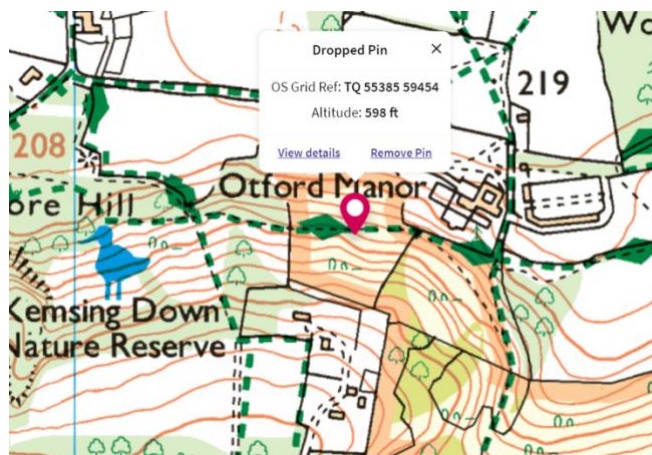 Wo
Dropped Pin
OS Grid Ref: TQ 55385 59454
Altitude: 598 ft
View details Remove Pin
219
208
Otford Manor
ore Hill
Kemsing Down
Nature Reserve